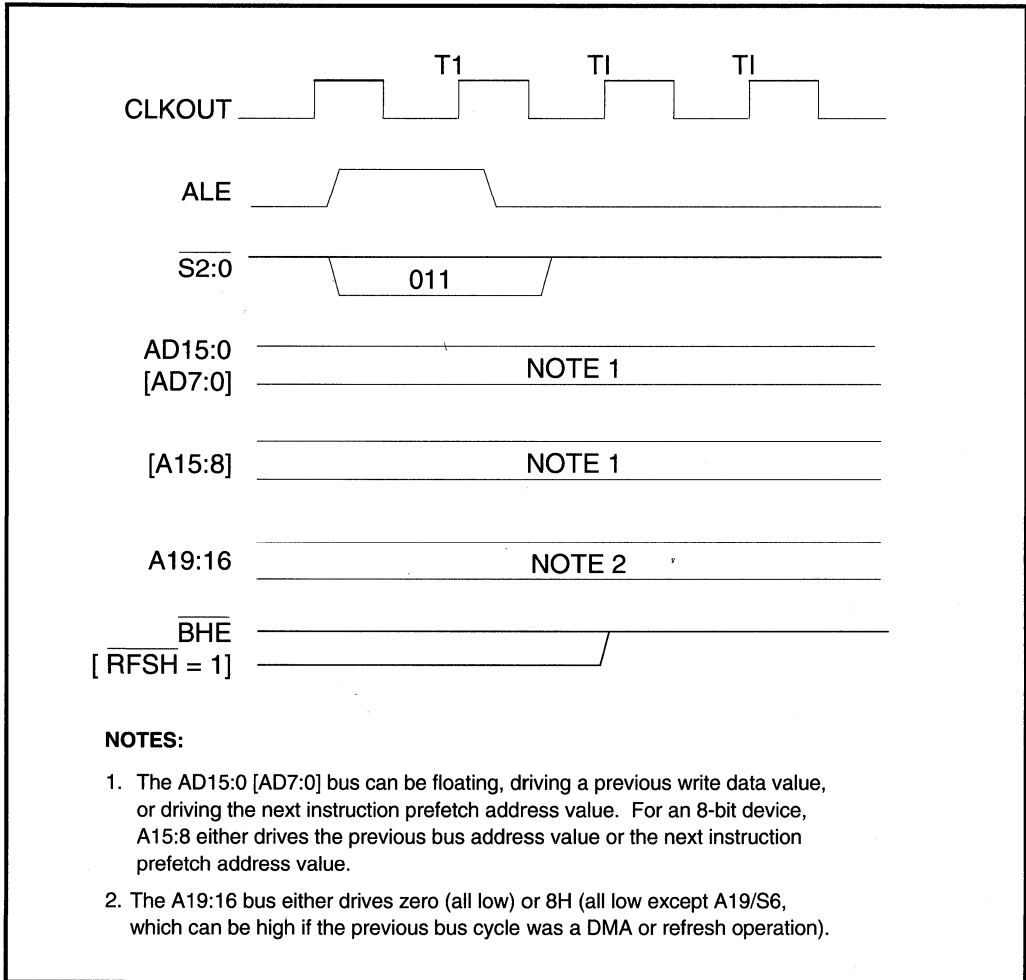 T1 TI TI
CLKOUT
ALE
S2:0
011
AD15:0
[AD7:0]
NOTE 1
[A15:8]
NOTE 1
A19:16
NOTE 2
BHE
[ RFSH = 1]
NOTES:
1. The AD15:0 [AD7:0] bus can be floating, driving a previous write data value,
or driving the next instruction prefetch address value. For an 8-bit device,
A15:8 either drives the previous bus address value or the next instruction
prefetch address value.
2. The A19:16 bus either drives zero (all low) or 8H (all low except A19/S6,
which can be high if the previous bus cycle was a DMA or refresh operation).